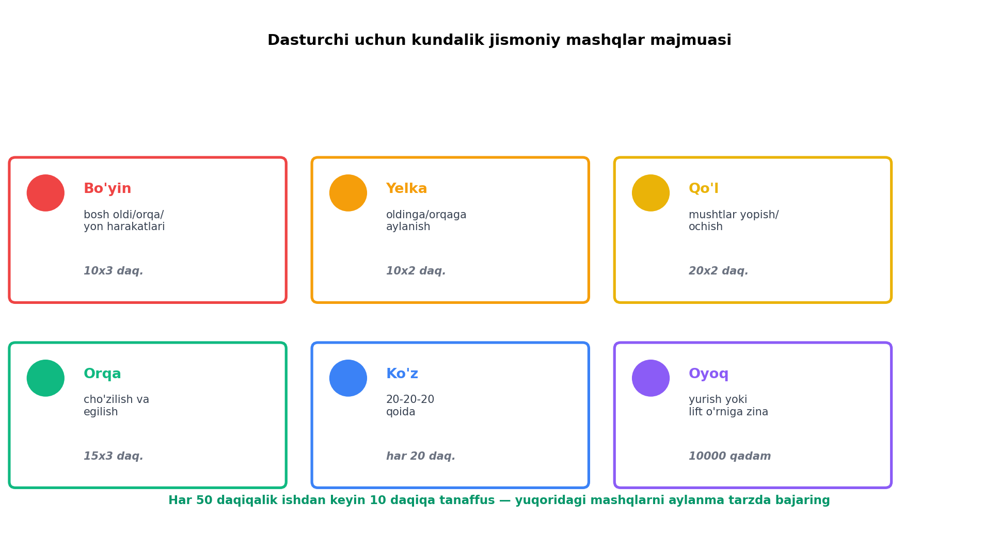 Dasturchi uchun kundalik jismoniy mashqlar majmuasi
Bo'yin
bosh oldi/orqa/
yon harakatlari
10x3 daq.
Yelka
oldinga/orqaga
aylanish
10x2 daq.
Qo'l
mushtlar yopish/
ochish
20x2 daq.
Orqa
cho'zilish va
egilish
15x3 daq.
Ko'z
20-20-20
qoida
har 20 daq.
Oyoq
yurish yoki
lift o'rniga zina
10000 qadam
Har 50 daqiqalik ishdan keyin 10 daqiqa tanaffus — yuqoridagi mashqlarni aylanma tarzda bajaring